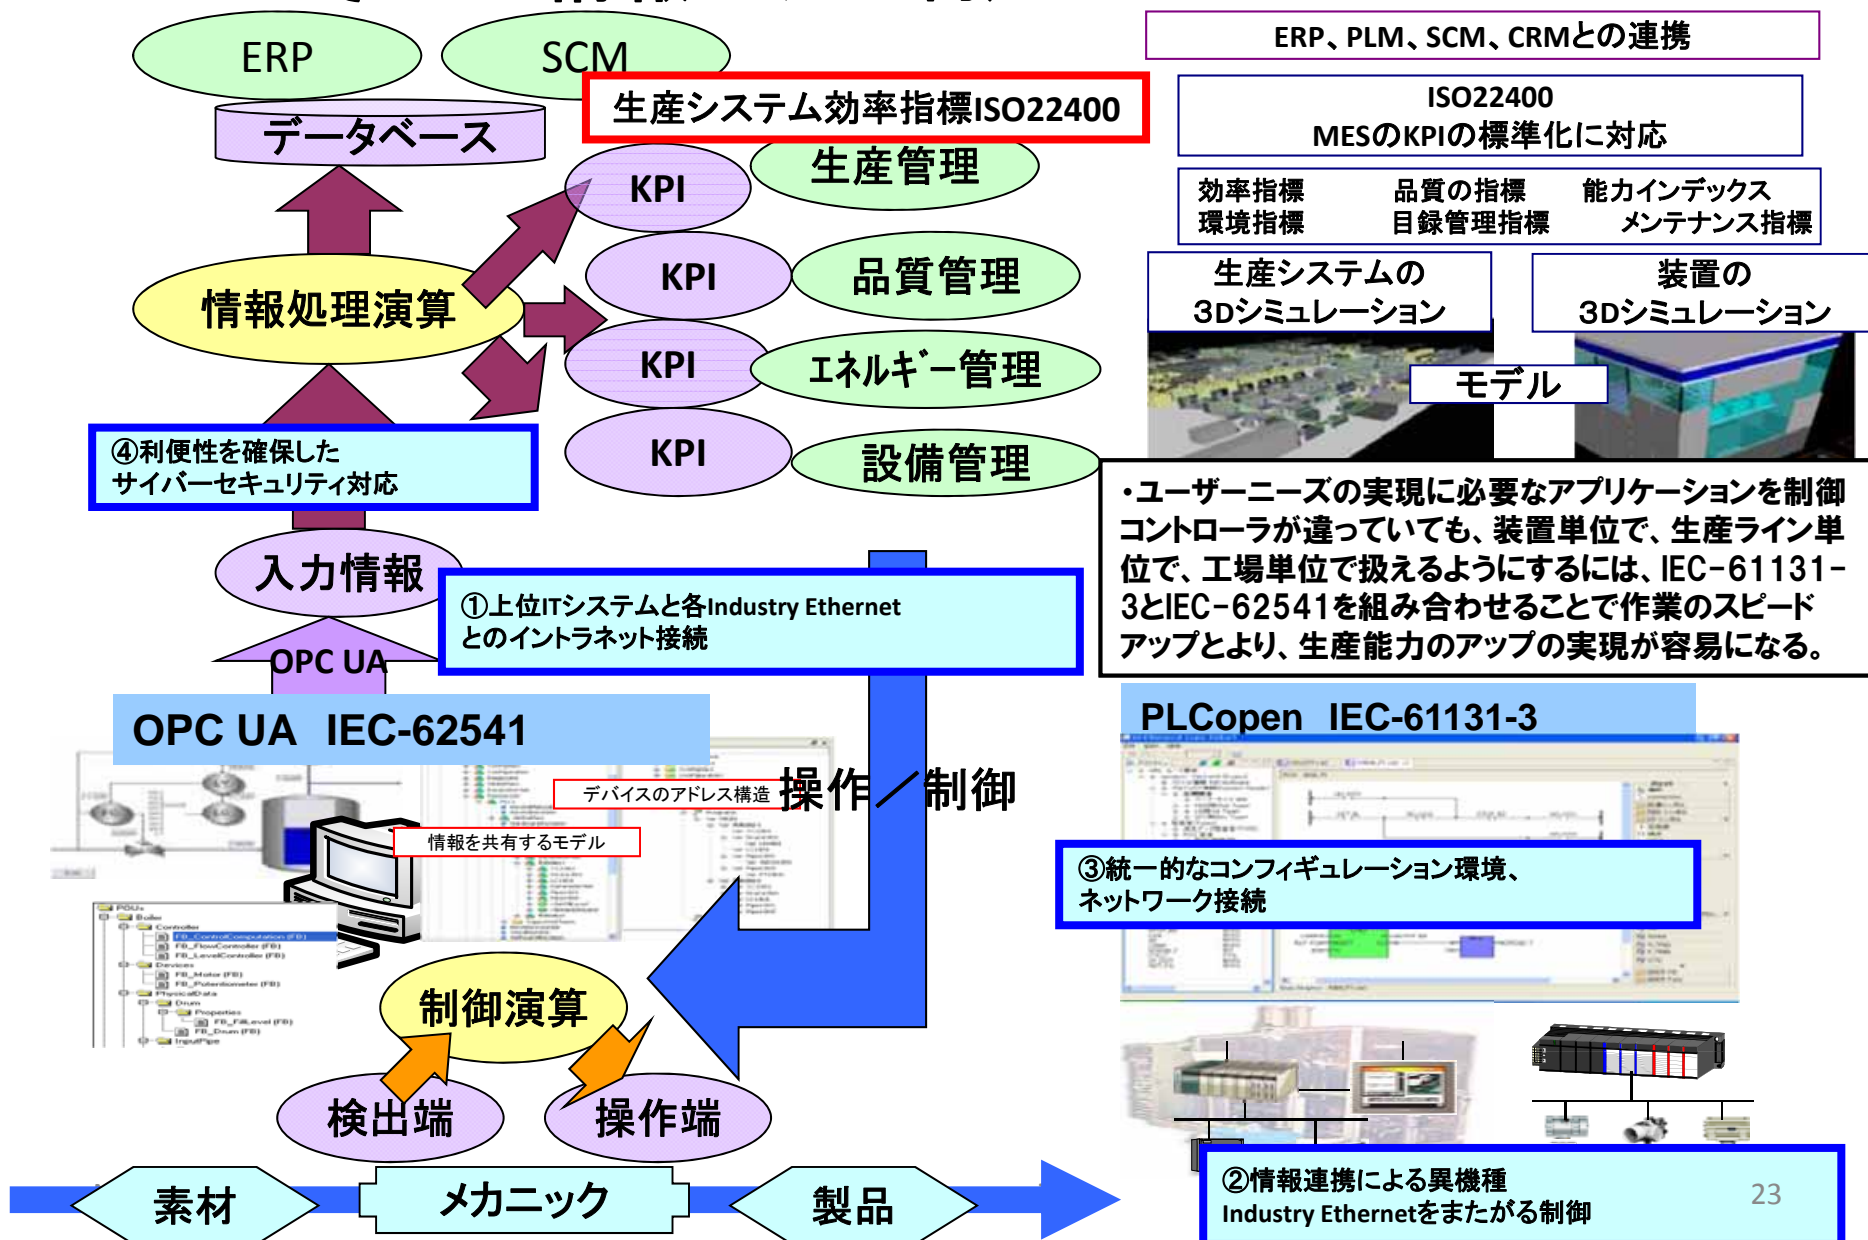 ERP
SCM
データベース
生産システム効率指標ISO22400
KPI
生産管理
KPI
品質管理
情報処理演算
KPI
エネルギー管理
KPI
設備管理
④利便性を確保した
サイバーセキュリティ対応
入力情報
①上位ITシステムと各Industry Ethernet
とのイントラネット接続
OPC UA
OPC UA IEC-62541
操作／制御
デバイスのアドレス構造
情報を共有するモデル
POUs
Boiler
Controller
FB_ControlComputation (FB)
FB_FlowController (FB)
FB_LevelController (FB)
Devices
FB_Motor (FB)
FB_Potentiometer (FB)
PhysicalData
Drum
Properties
FB_FillLevel (FB)
FB_Drum (FB)
InputPipe
制御演算
検出端
操作端
素材
メカニック
製品
ERP、PLM、SCM、CRMとの連携
ISO22400
MESのKPIの標準化に対応
効率指標 品質の指標 能力インデックス
環境指標 目録管理指標 メンテナンス指標
生産システムの
３Dシミュレーション
装置の
３Dシミュレーション
モデル
・ユーザーニーズの実現に必要なアプリケーションを制御
コントローラが違っていても、装置単位で、生産ライン単
位で、工場単位で扱えるようにするには、IEC-61131-
3とIEC-62541を組み合わせることで作業のスピード
アップとより、生産能力のアップの実現が容易になる。
PLCopen IEC-61131-3
③統一的なコンフィギュレーション環境、
ネットワーク接続
②情報連携による異機種
Industry Ethernetをまたがる制御
23